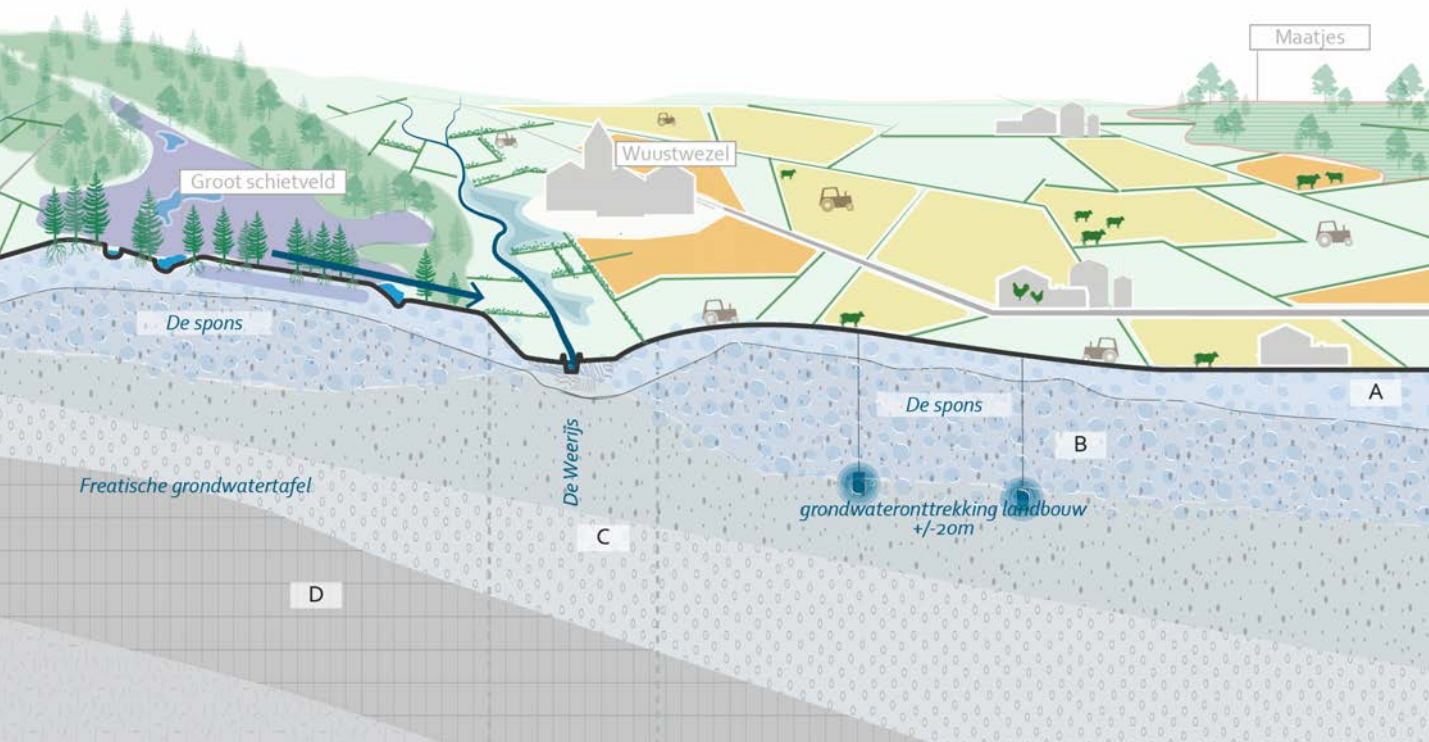 Maatjes
Wuustwezel
Groot schietveld
De spons
A
De spons
B
De Weerijs
Freatische grondwatertafel
grondwateronttrekking landbouw
+/-20m
C
D